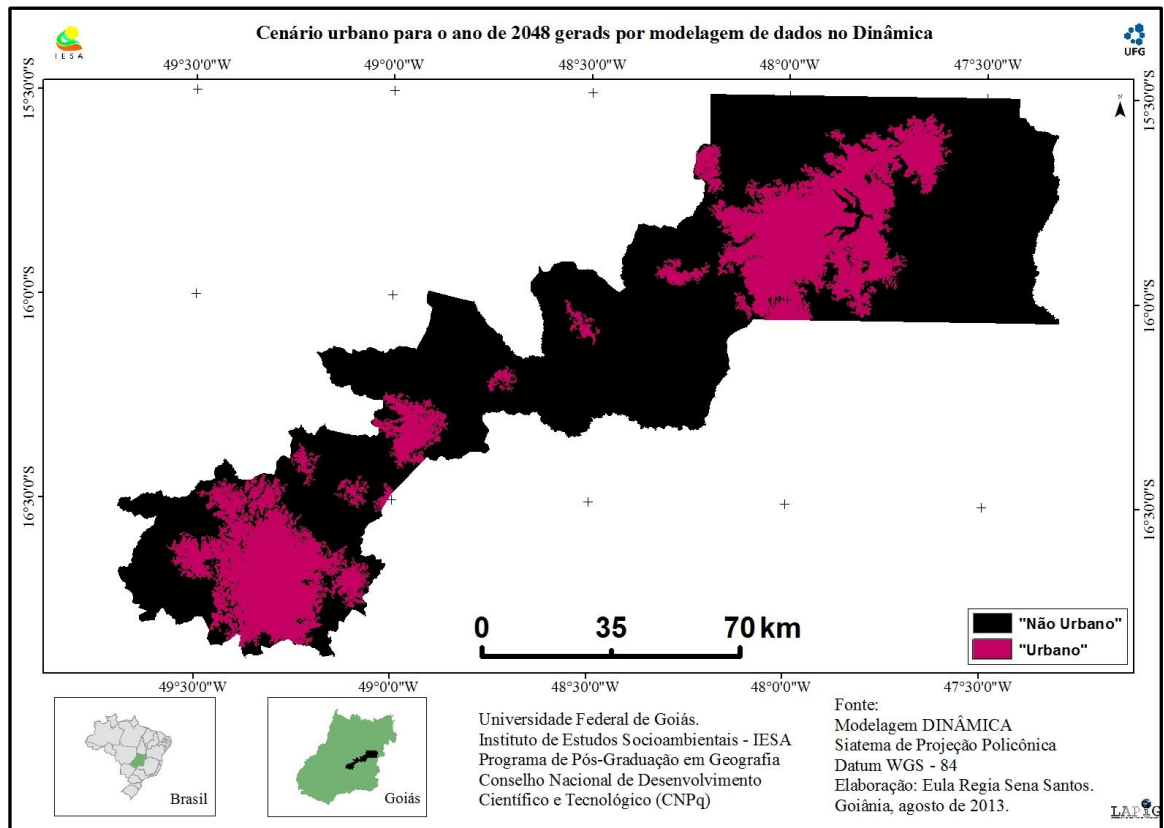 Cenário urbano para o ano de 2048 gerads por modelagem de dados no Dinâmica
IESA
UFG
49°30'0"W 49°0'0"W 48°30'0"W 48°0'0"W 47°30'0"W
15°30'0"S
15°30'0"S
N
16°0'0"S
16°0'0"S
16°30'0"S
16°30'0"S
0 35 70 km
"Não Urbano"
"Urbano"
49°30'0"W 49°0'0"W 48°30'0"W 48°0'0"W 47°30'0"W
Brasil
Goiás
Universidade Federal de Goiás.
Instituto de Estudos Socioambientais - IESA
Programa de Pós-Graduação em Geografia
Conselho Nacional de Desenvolvimento
Científico e Tecnológico (CNPq)
Fonte:
Modelagem DINÂMICA
Siatema de Projeção Policônica
Datum WGS - 84
Elaboração: Eula Regia Sena Santos.
Goiânia, agosto de 2013.
LAPIG